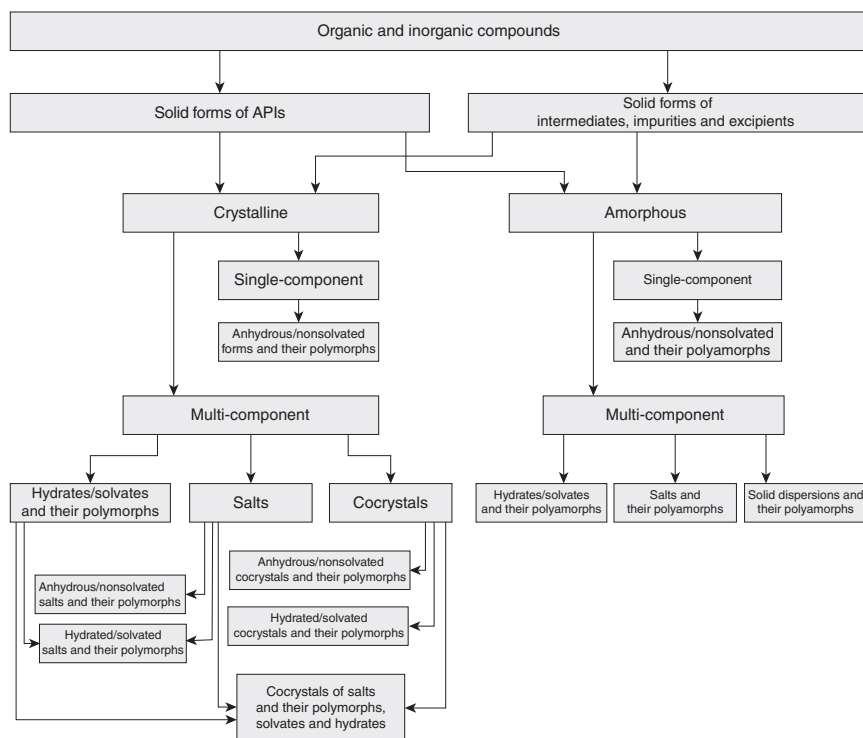 Organic and inorganic compounds
Solid forms of APIs
Solid forms of
intermediates, impurities and excipients
Crystalline
Amorphous
Single-component
Single-component
Anhydrous/nonsolvated
forms and their polymorphs
Anhydrous/nonsolvated
and their polyamorphs
Multi-component
Multi-component
Hydrates/solvates
and their polymorphs
Salts
Cocrystals
Hydrates/solvates
and their polyamorphs
Salts and
their polyamorphs
Solid dispersions and
their polyamorphs
Anhydrous/nonsolvated
salts and their polymorphs
Anhydrous/nonsolvated
cocrystals and their polymorphs
Hydrated/solvated
salts and their polymorphs
Hydrated/solvated
cocrystals and their polymorphs
Cocrystals of salts
and their polymorphs,
solvates and hydrates